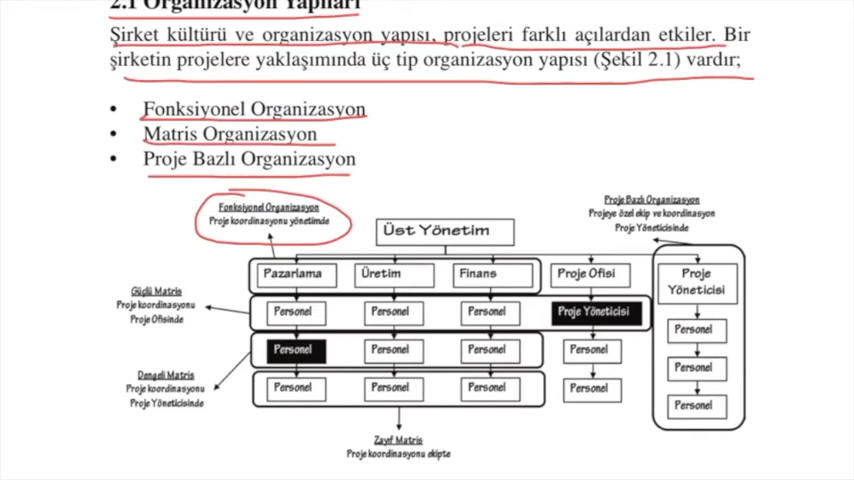 2.1 Organizasyon Yapıları
Şirket kültürü ve organizasyon yapısı, projeleri farklı açılardan etkiler. Bir
şirketin projelere yaklaşımında üç tip organizasyon yapısı (Şekil 2.1) vardır;
• Fonksiyonel Organizasyon
• Matris Organizasyon
• Proje Bazlı Organizasyon
Fonksiyonel Organizasyon
Proje koordinasyonu yönetimde
Proje Bazlı Organizasyon
Projeye özel ekip ve koordinasyon
Proje Yöneticisinde
Üst Yönetim
Pazarlama
Üretim
Finans
Proje Ofisi
Proje
Yöneticisi
Güçlü Matris
Proje koordinasyonu
Proje Ofisinde
Personel
Personel
Personel
Proje Yöneticisi
Personel
Personel
Personel
Personel
Personel
Personel
Dengeli Matris
Proje koordinasyonu
Proje Yöneticisinde
Personel
Personel
Personel
Personel
Personel
Zayıf Matris
Proje koordinasyonu ekipte